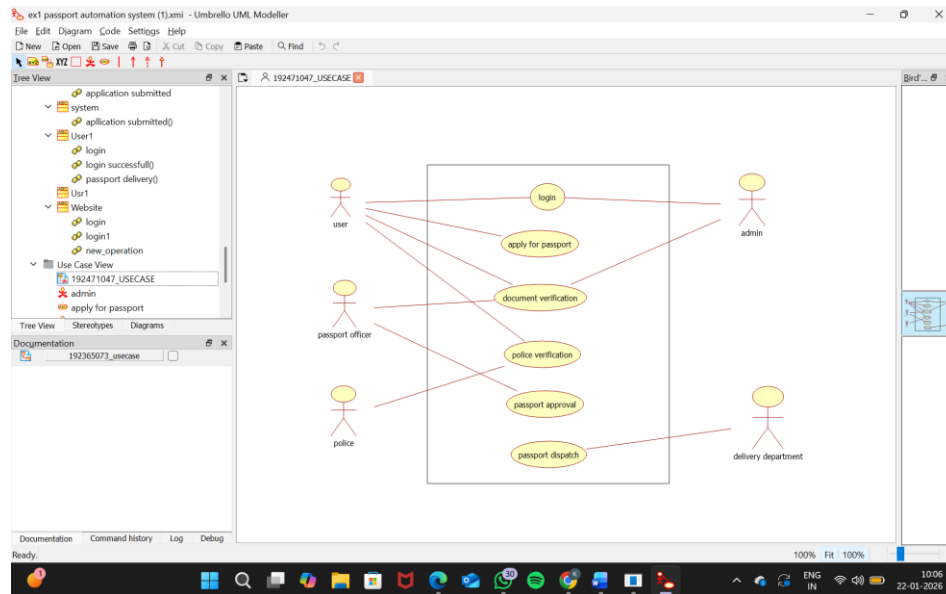 ex1 passport automation system (1).xmi - Umbrello UML Modeller
File Edit Diagram Code Settings Help
New Open Save Cut Copy Paste Find
XYZ
Tree View
192471047_USECASE
Bird'...
application submitted
system
apllication submitted()
User1
login
login successfull()
passport delivery()
Usr1
Website
login
login1
new_operation
Use Case View
192471047_USECASE
admin
apply for passport
Tree View Stereotypes Diagrams
Documentation
192365073_usecase
login
user
admin
apply for passport
document verification
passport officer
police verification
passport approval
police
passport dispatch
delivery department
Documentation Command history Log Debug
Ready.
100% Fit 100%
1
30
ENG
IN
10:06
22-01-2026